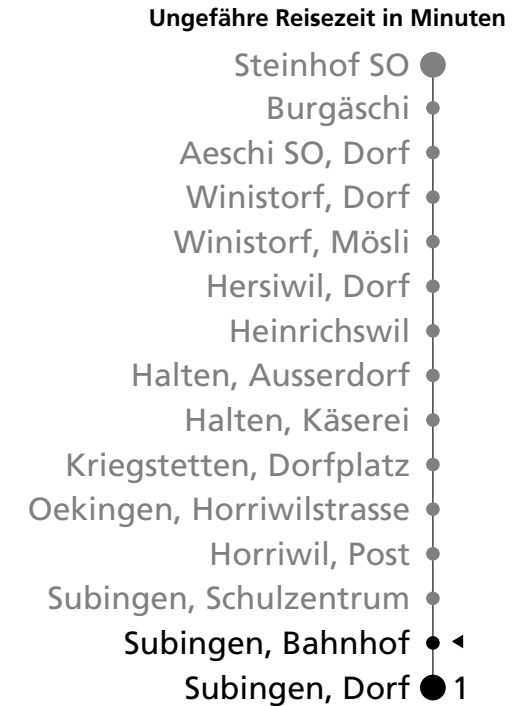 Ungefähre Reisezeit in Minuten
Steinhof SO
Burgäschi
Aeschi SO, Dorf
Winistorf, Dorf
Winistorf, Mösli
Hersiwil, Dorf
Heinrichswil
Halten, Ausserdorf
Halten, Käserei
Kriegstetten, Dorfplatz
Oekingen, Horriwilstrasse
Horriwil, Post
Subingen, Schulzentrum
Subingen, Bahnhof
Subingen, Dorf 1